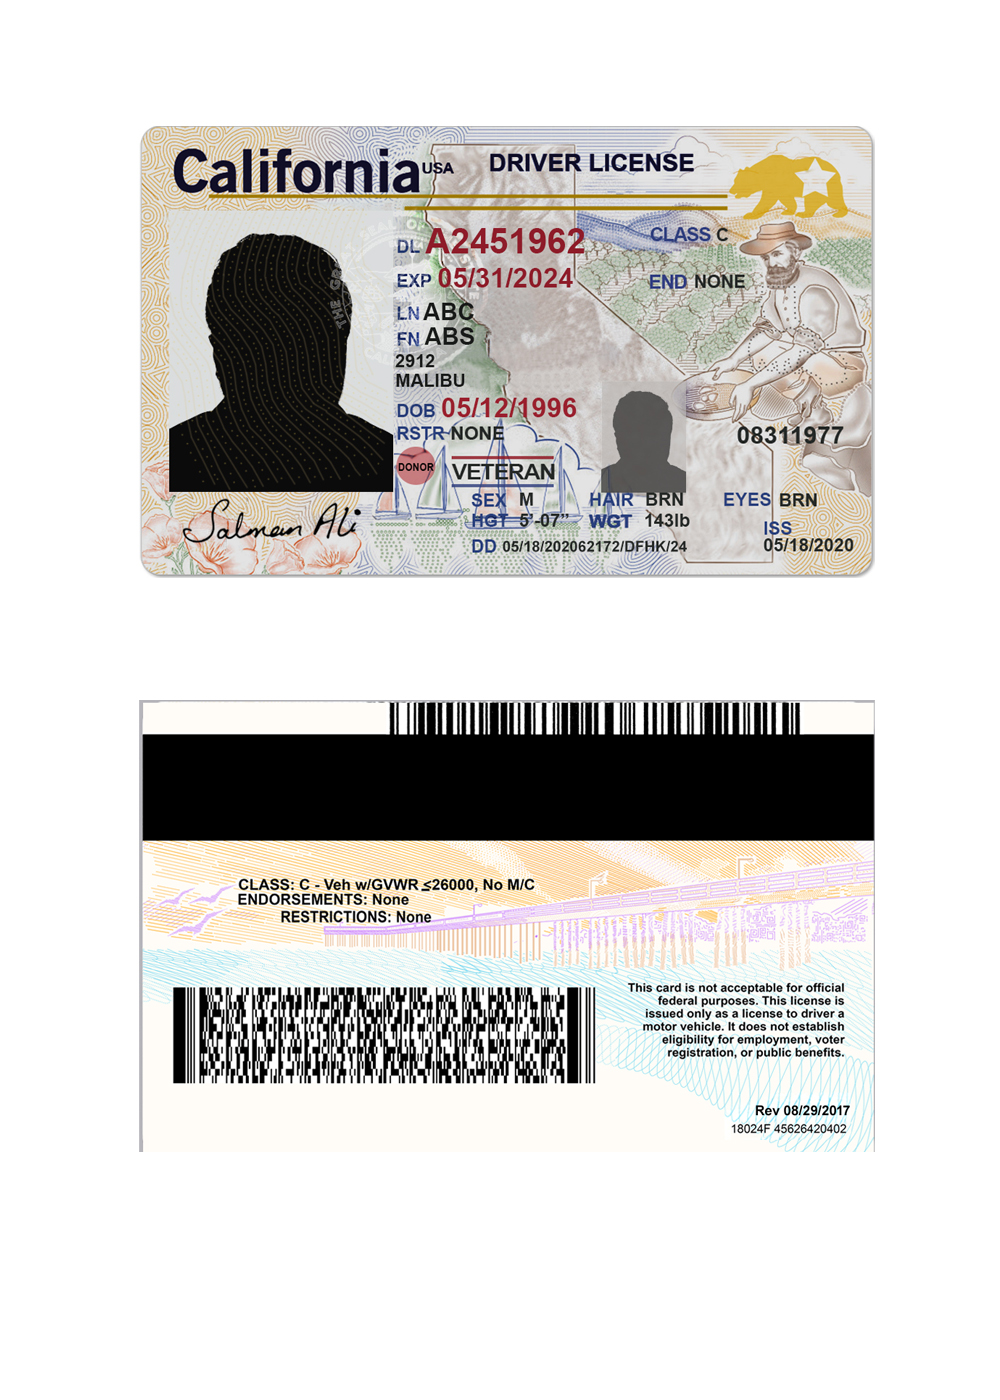 California USA DRIVER LICENSE
DL A2451962 CLASS C
EXP 05/31/2024 END NONE
LN ABC
FN ABS
2912
MALIBU
DOB 05/12/1996
RSTR NONE 08311977
DONOR VETERAN
SEX M HAIR BRN EYES BRN
HGT 5'-07" WGT 143lb ISS
DD 05/18/202062172/DFHK/24 05/18/2020
Salman Ali
CLASS: C - Veh w/GVWR ≤26000, No M/C
ENDORSEMENTS: None
RESTRICTIONS: None
This card is not acceptable for official
federal purposes. This license is
issued only as a license to driver a
motor vehicle. It does not establish
eligibility for employment, voter
registration, or public benefits.
Rev 08/29/2017
18024F 45626420402